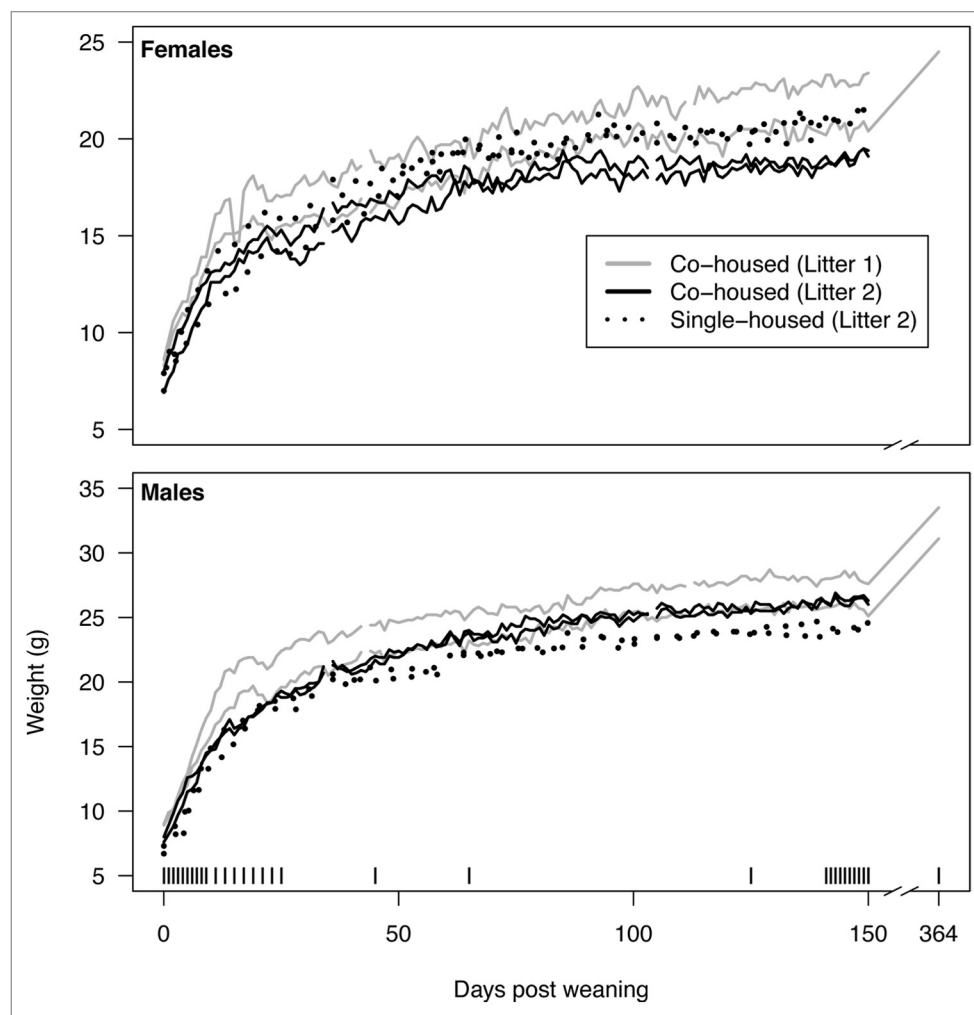 Females
25
20
15
10
5
Co−housed (Litter 1)
Co−housed (Litter 2)
Single−housed (Litter 2)
Males
35
30
25
20
15
10
5
Weight (g)
0 50 100 150 364
Days post weaning